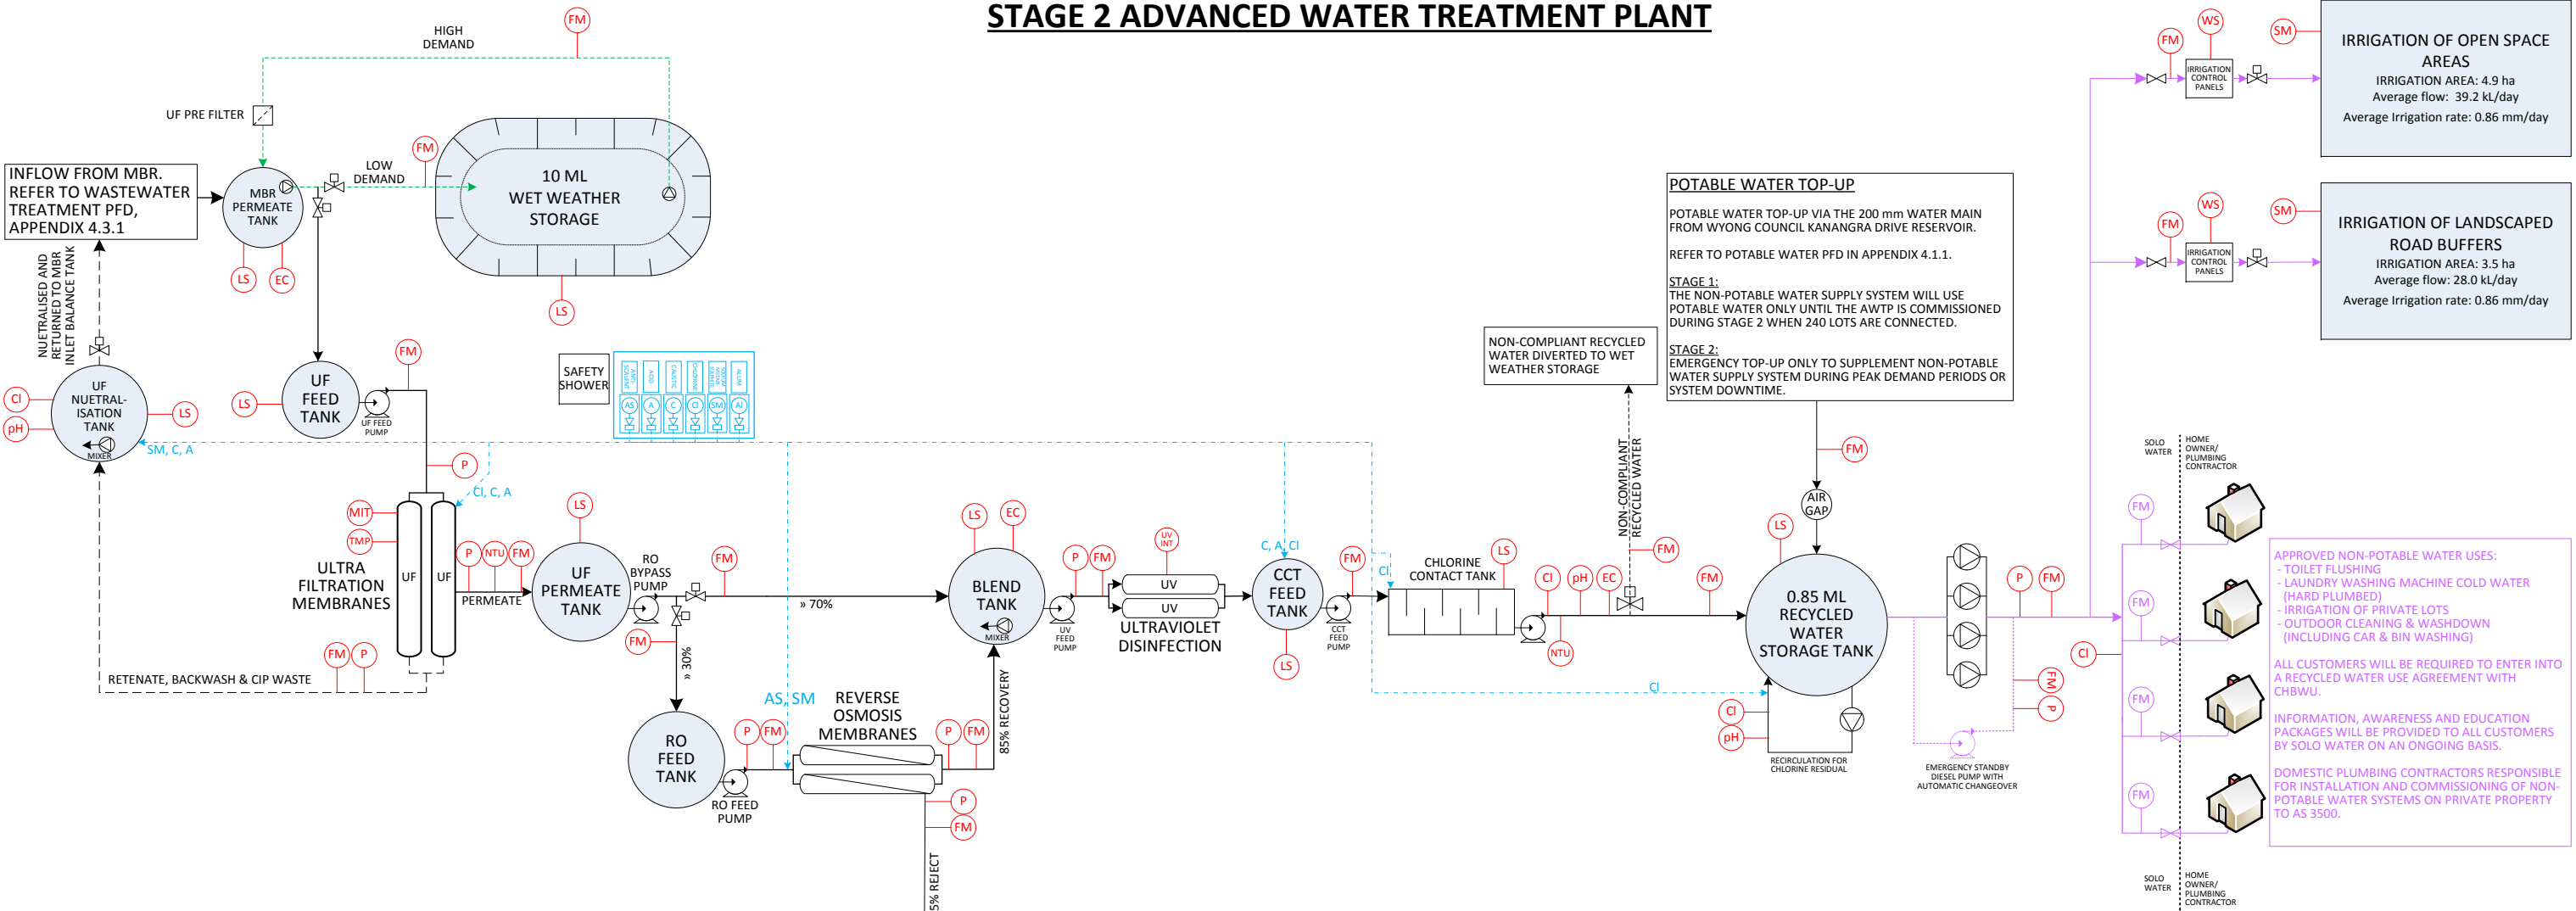 STAGE 2 ADVANCED WATER TREATMENT PLANT
FM
HIGH
DEMAND
UF PRE FILTER
FM
LOW
DEMAND
INFLOW FROM MBR.
REFER TO WASTEWATER
TREATMENT PFD,
APPENDIX 4.3.1
MBR
PERMEATE
TANK
LS
EC
10 ML
WET WEATHER
STORAGE
LS
NUETRALISED AND
RETURNED TO MBR
INLET BALANCE TANK
UF
NUETRAL-
ISATION
TANK
MIXER
Cl
pH
LS
SM, C, A
UF
FEED
TANK
LS
UF FEED
PUMP
FM
P
SAFETY
SHOWER
ANTI-
SCALENT
ACID
CAUSTIC
CHLORINE
ALUM
AS
A
C
Cl
SM
Al
Cl, C, A
MIT
TMP
UF
UF
ULTRA
FILTRATION
MEMBRANES
P
NTU
FM
PERMEATE
FM
P
RETENATE, BACKWASH & CIP WASTE
LS
UF
PERMEATE
TANK
RO
BYPASS
PUMP
FM
» 70%
FM
» 30%
RO
FEED
TANK
RO FEED
PUMP
P
FM
AS, SM
REVERSE
OSMOSIS
MEMBRANES
P
FM
P
FM
5% REJECT
85% RECOVERY
LS
EC
BLEND
TANK
MIXER
UV
FEED
PUMP
P
FM
UV
INT
UV
UV
ULTRAVIOLET
DISINFECTION
C, A, Cl
CCT
FEED
TANK
LS
CCT
FEED
PUMP
FM
Cl
CHLORINE
CONTACT TANK
LS
Cl
pH
EC
NTU
NON-COMPLIANT RECYCLED
WATER DIVERTED TO WET
WEATHER STORAGE
NON-COMPLIANT
RECYCLED WATER
FM
FM
POTABLE WATER TOP-UP
POTABLE WATER TOP-UP VIA THE 200 mm WATER MAIN
FROM WYONG COUNCIL KANANGRA DRIVE RESERVOIR.
REFER TO POTABLE WATER PFD IN APPENDIX 4.1.1.
STAGE 1:
THE NON-POTABLE WATER SUPPLY SYSTEM WILL USE
POTABLE WATER ONLY UNTIL THE AWTP IS COMMISSIONED
DURING STAGE 2 WHEN 240 LOTS ARE CONNECTED.
STAGE 2:
EMERGENCY TOP-UP ONLY TO SUPPLEMENT NON-POTABLE
WATER SUPPLY SYSTEM DURING PEAK DEMAND PERIODS OR
SYSTEM DOWNTIME.
FM
AIR
GAP
LS
0.85 ML
RECYCLED
WATER
STORAGE TANK
Cl
Cl
pH
RECIRCULATION FOR
CHLORINE RESIDUAL
P
FM
FM
P
EMERGENCY STANDBY
DIESEL PUMP WITH
AUTOMATIC CHANGEOVER
FM
WS
IRRIGATION
CONTROL
PANELS
SM
IRRIGATION OF OPEN SPACE
AREAS
IRRIGATION AREA: 4.9 ha
Average flow: 39.2 kL/day
Average Irrigation rate: 0.86 mm/day
FM
WS
IRRIGATION
CONTROL
PANELS
SM
IRRIGATION OF LANDSCAPED
ROAD BUFFERS
IRRIGATION AREA: 3.5 ha
Average flow: 28.0 kL/day
Average Irrigation rate: 0.86 mm/day
SOLO
WATER
HOME
OWNER/
PLUMBING
CONTRACTOR
Cl
FM
FM
FM
FM
APPROVED NON-POTABLE WATER USES:
- TOILET FLUSHING
- LAUNDRY WASHING MACHINE COLD WATER
(HARD PLUMBED)
- IRRIGATION OF PRIVATE LOTS
- OUTDOOR CLEANING & WASHDOWN
(INCLUDING CAR & BIN WASHING)
ALL CUSTOMERS WILL BE REQUIRED TO ENTER INTO
A RECYCLED WATER USE AGREEMENT WITH
CHBWU.
INFORMATION, AWARENESS AND EDUCATION
PACKAGES WILL BE PROVIDED TO ALL CUSTOMERS
BY SOLO WATER ON AN ONGOING BASIS.
DOMESTIC PLUMBING CONTRACTORS RESPONSIBLE
FOR INSTALLATION AND COMMISSIONING OF NON-
POTABLE WATER SYSTEMS ON PRIVATE PROPERTY
TO AS 3500.
SOLO
WATER
HOME
OWNER/
PLUMBING
CONTRACTOR